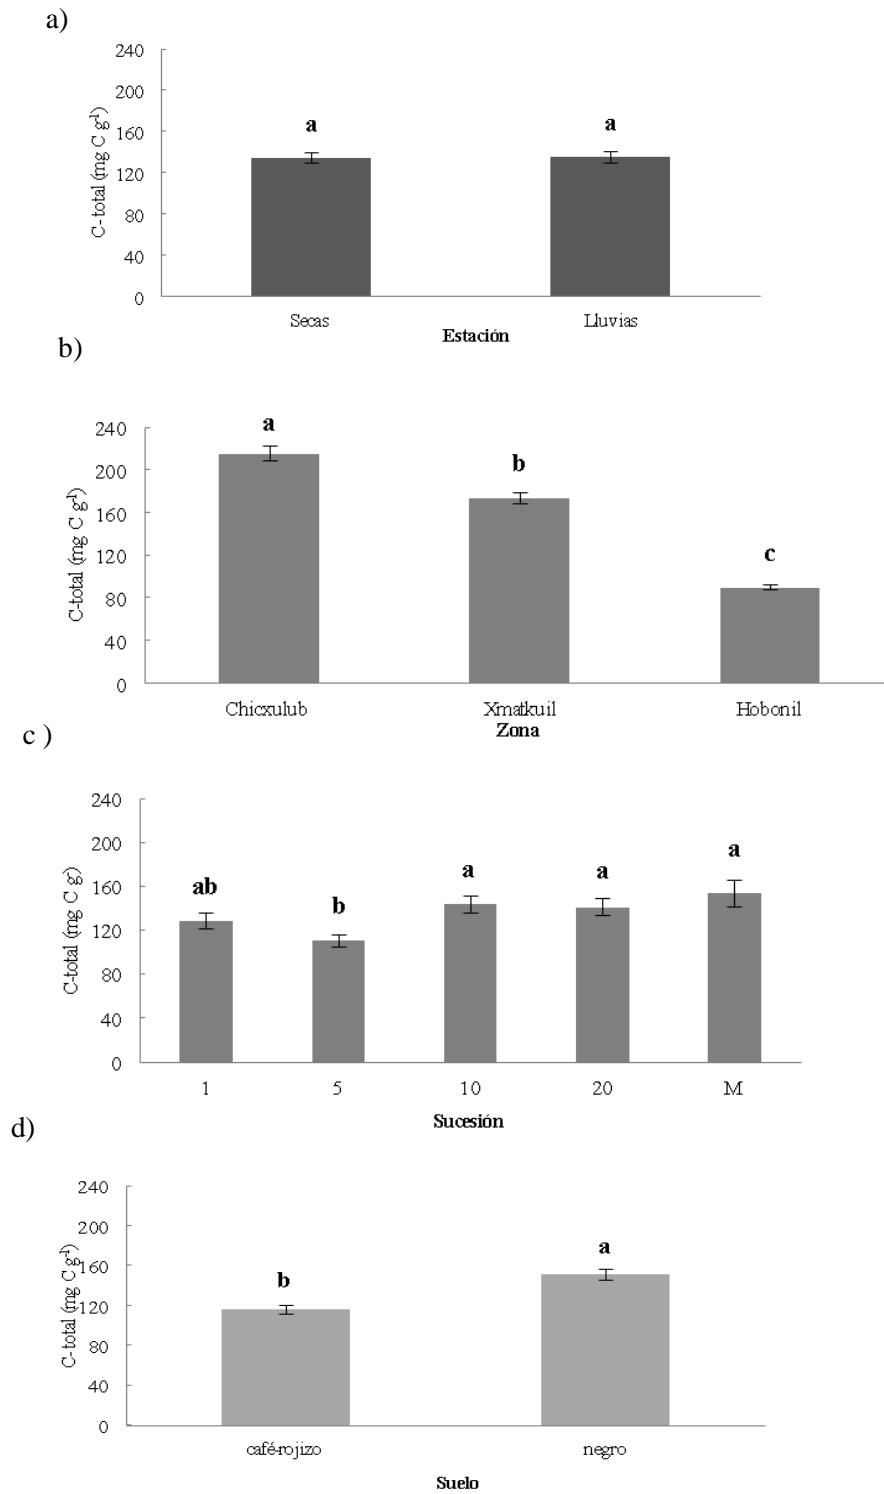 a)
240
200
160
120
80
40
0
C-total (mg C g⁻¹)
a
a
Secas
Lluvias
Estación
b)
240
200
160
120
80
40
0
C-total (mg C g⁻¹)
a
b
c
Chicxulub
Xmatkuil
Hobonil
Zona
c )
240
200
160
120
80
40
0
C-total (mg C g)
ab
b
a
a
a
1
5
10
20
M
Sucesión
d)
240
200
160
120
80
40
0
C-total (mg C g⁻¹)
b
a
café-rojizo
negro
Suelo